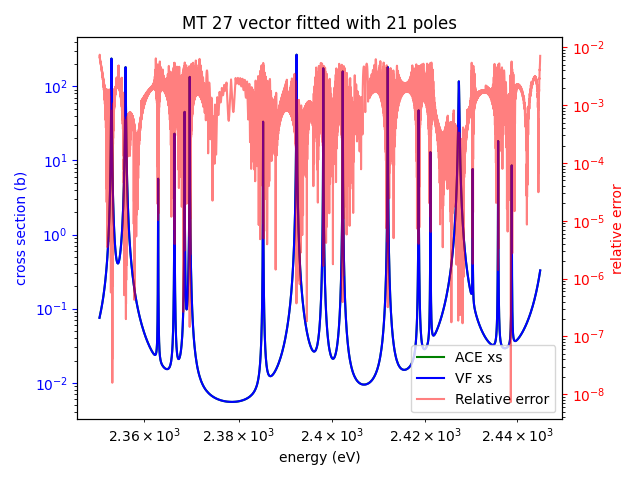 MT 27 vector fitted with 21 poles
cross section (b)
10²
10¹
10⁰
10⁻¹
10⁻²
10⁻²
10⁻³
10⁻⁴
10⁻⁵
10⁻⁶
10⁻⁷
10⁻⁸
relative error
ACE xs
VF xs
Relative error
2.36 × 10³ 2.38 × 10³ 2.4 × 10³ 2.42 × 10³ 2.44 × 10³
energy (eV)